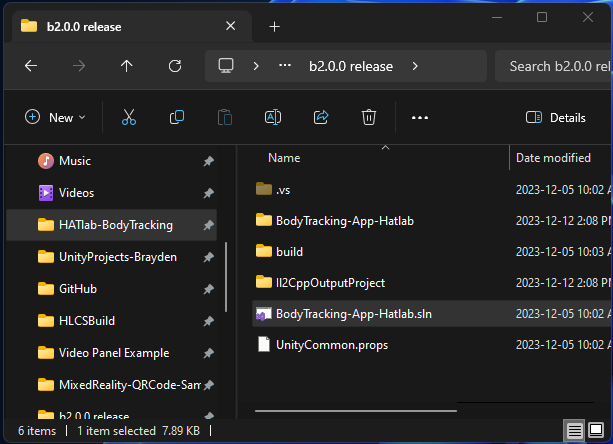 b2.0.0 release
b2.0.0 release
Search b2.0.0 rel
New
Details
Name
Date modified
Music
Videos
HATlab-BodyTracking
UnityProjects-Brayden
GitHub
HLCSBuild
Video Panel Example
MixedReality-QRCode-Sam
b2.0.0 release
.vs 2023-12-05 10:02 A
BodyTracking-App-Hatlab 2023-12-12 2:08 PM
build 2023-12-05 10:03 A
Il2CppOutputProject 2023-12-12 2:08 PM
BodyTracking-App-Hatlab.sln 2023-12-05 10:02 A
UnityCommon.props 2023-12-05 10:02 A
6 items
1 item selected 7.89 KB